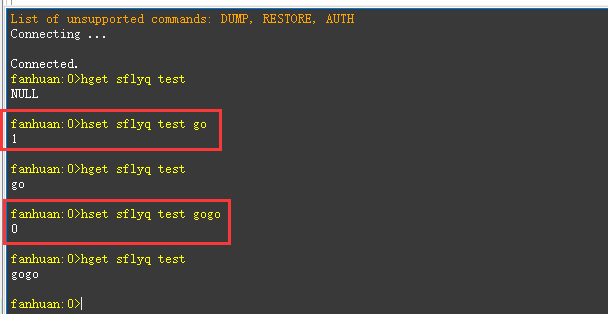 List of unsupported commands: DUMP, RESTORE, AUTH
Connecting ...
Connected.
fanhuan:0>hget sflyq test
NULL
fanhuan:0>hset sflyq test go
1
fanhuan:0>hget sflyq test
go
fanhuan:0>hset sflyq test gogo
0
fanhuan:0>hget sflyq test
gogo
fanhuan:0>